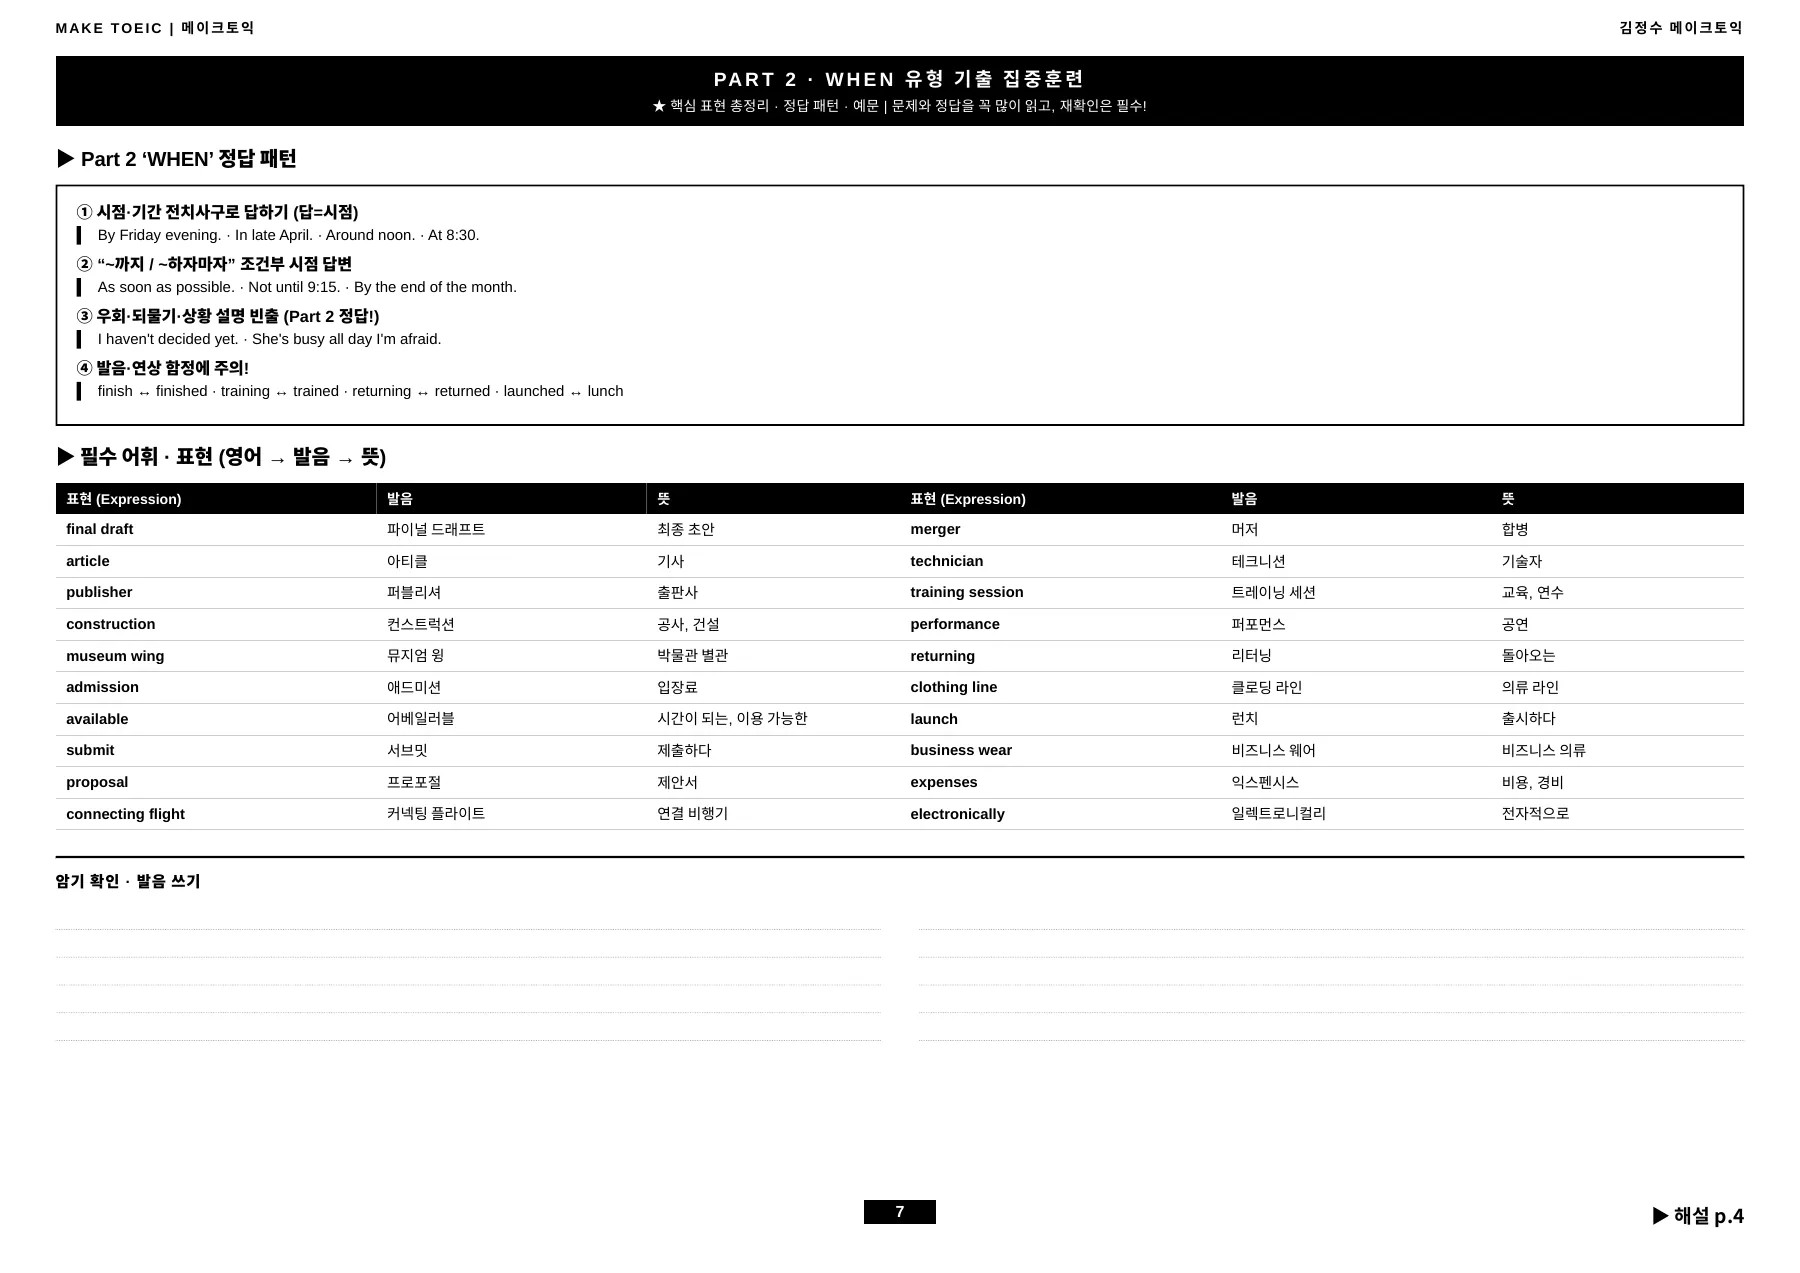 MAKE TOEIC | 메이크토익
김정수 메이크토익
PART 2 · WHEN 유형 기출 집중훈련
★ 핵심 표현 총정리 · 정답 패턴 · 예문 | 문제와 정답을 꼭 많이 읽고, 재확인은 필수!
▶ Part 2 ‘WHEN’ 정답 패턴
① 시점·기간 전치사구로 답하기 (답=시점)
By Friday evening. · In late April. · Around noon. · At 8:30.
② “~까지 / ~하자마자” 조건부 시점 답변
As soon as possible. · Not until 9:15. · By the end of the month.
③ 우회·되물기·상황 설명 빈출 (Part 2 정답!)
I haven't decided yet. · She's busy all day I'm afraid.
④ 발음·연상 함정에 주의!
finish ↔ finished · training ↔ trained · returning ↔ returned · launched ↔ lunch
▶ 필수 어휘 · 표현 (영어 → 발음 → 뜻)
표현 (Expression) 발음 뜻 표현 (Expression) 발음 뜻
final draft 파이널 드래프트 최종 초안 merger 머저 합병
article 아티클 기사 technician 테크니션 기술자
publisher 퍼블리셔 출판사 training session 트레이닝 세션 교육, 연수
construction 컨스트럭션 공사, 건설 performance 퍼포먼스 공연
museum wing 뮤지엄 윙 박물관 별관 returning 리터닝 돌아오는
admission 애드미션 입장료 clothing line 클로딩 라인 의류 라인
available 어베일러블 시간이 되는, 이용 가능한 launch 런치 출시하다
submit 서브밋 제출하다 business wear 비즈니스 웨어 비즈니스 의류
proposal 프로포절 제안서 expenses 익스펜시스 비용, 경비
connecting flight 커넥팅 플라이트 연결 비행기 electronically 일렉트로니컬리 전자적으로
암기 확인 · 발음 쓰기
7
▶ 해설 p.4